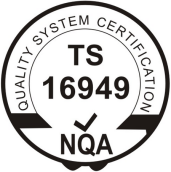 QUALITY SYSTEM CERTIFICATION
TS
16949
NQA